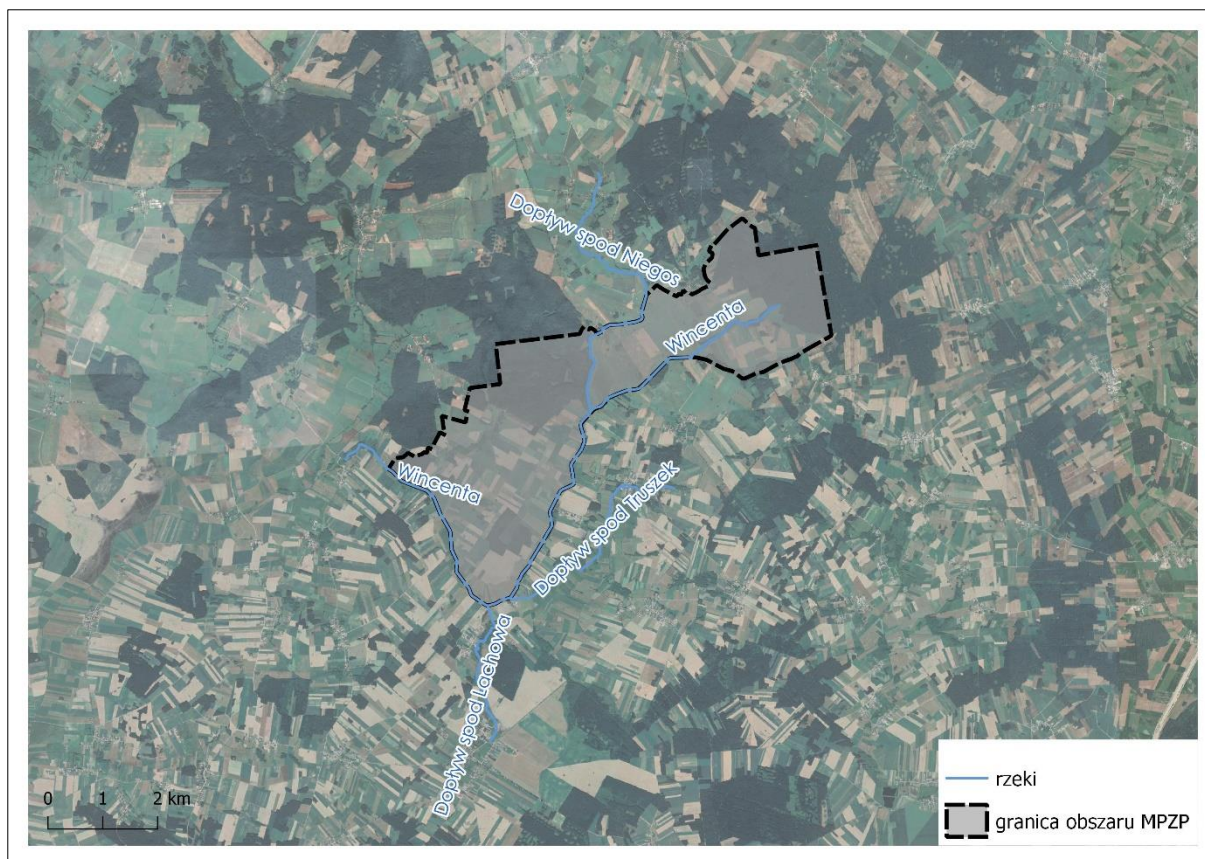 Dopływ spod Niegos
Wincenta
Wincenta
Dopływ spod Truszek
Dopływ spod Lachowa
0 1 2 km
rzeki
granica obszaru MPZP